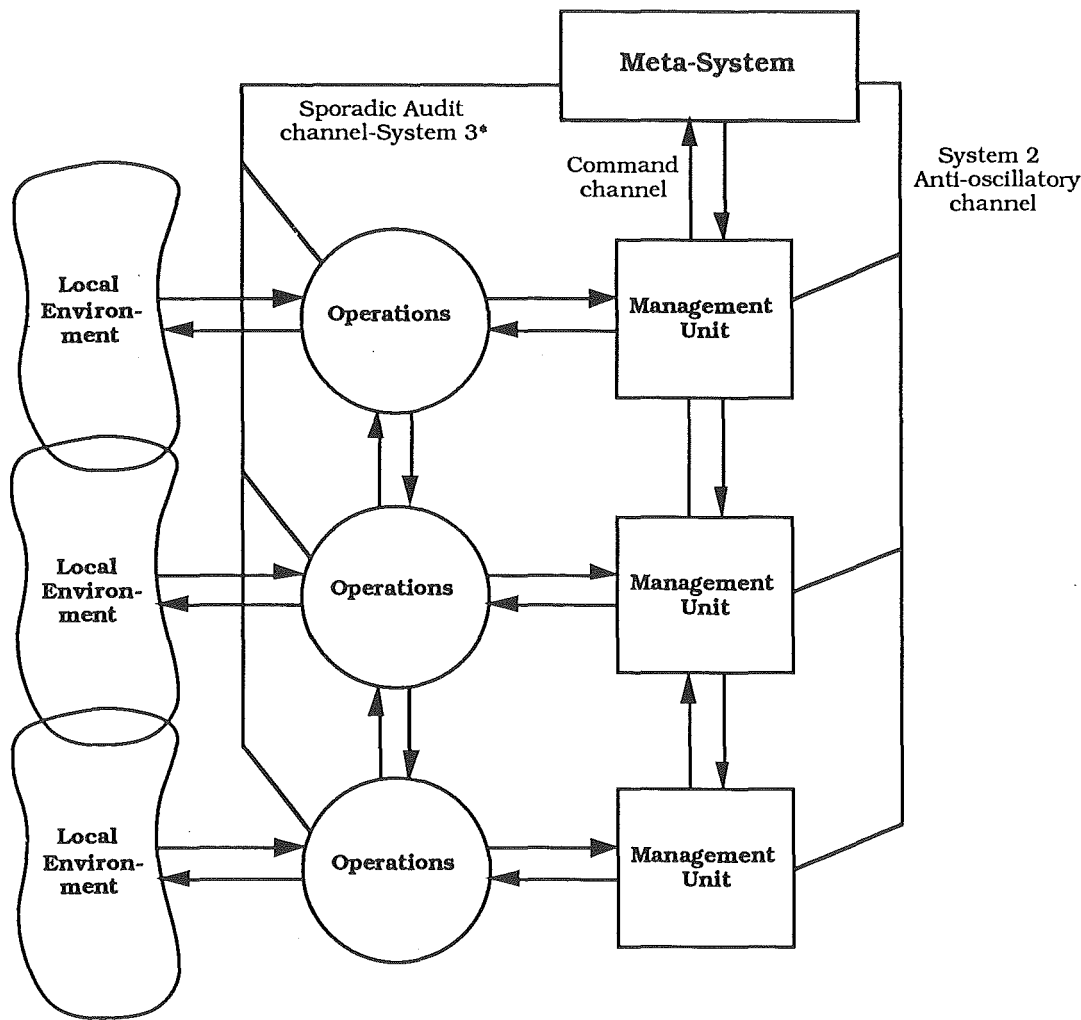 Meta-System
Sporadic Audit
channel-System 3*
Command
channel
System 2
Anti-oscillatory
channel
Local
Environ-
ment
Operations
Management
Unit
Local
Environ-
ment
Operations
Management
Unit
Local
Environ-
ment
Operations
Management
Unit